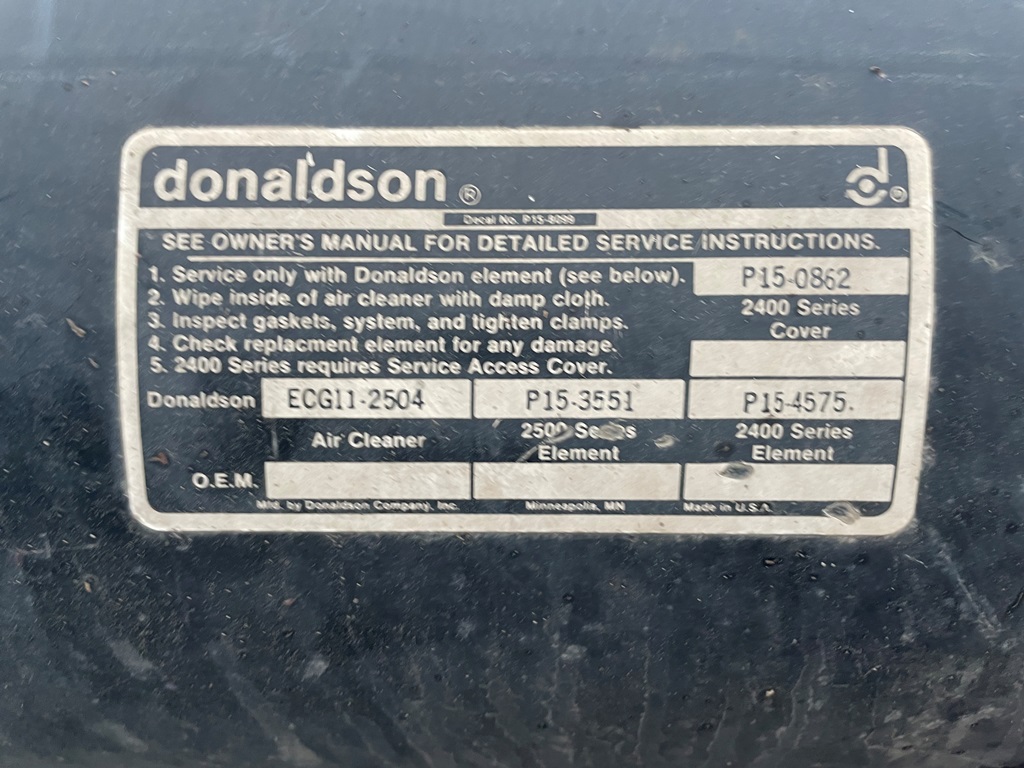 donaldson ®
Decal No. P15-8099
SEE OWNER'S MANUAL FOR DETAILED SERVICE INSTRUCTIONS.
1. Service only with Donaldson element (see below). P15-0862
2. Wipe inside of air cleaner with damp cloth. 2400 Series
3. Inspect gaskets, system, and tighten clamps. Cover
4. Check replacment element for any damage.
5. 2400 Series requires Service Access Cover.
Donaldson ECG11-2504 P15-3551 P15-4575.
Air Cleaner 2500 Series 2400 Series
Element Element
O.E.M.
Mfd. by Donaldson Company, Inc. Minneapolis, MN Made in U.S.A.